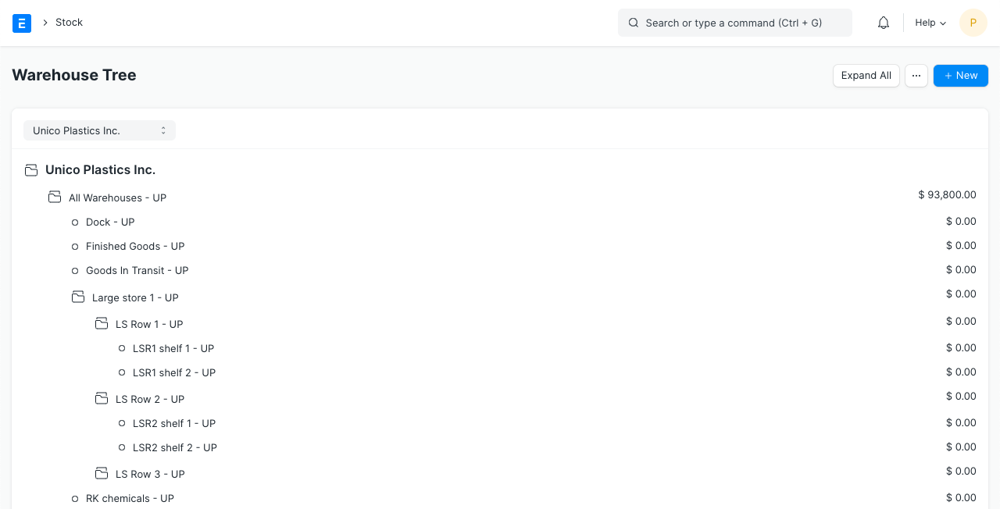 E
Stock
Search or type a command (Ctrl + G)
Help
P
Warehouse Tree
Expand All
···
+ New
Unico Plastics Inc.
Unico Plastics Inc.
All Warehouses - UP $ 93,800.00
Dock - UP $ 0.00
Finished Goods - UP $ 0.00
Goods In Transit - UP $ 0.00
Large store 1 - UP $ 0.00
LS Row 1 - UP $ 0.00
LSR1 shelf 1 - UP $ 0.00
LSR1 shelf 2 - UP $ 0.00
LS Row 2 - UP $ 0.00
LSR2 shelf 1 - UP $ 0.00
LSR2 shelf 2 - UP $ 0.00
LS Row 3 - UP $ 0.00
RK chemicals - UP $ 0.00